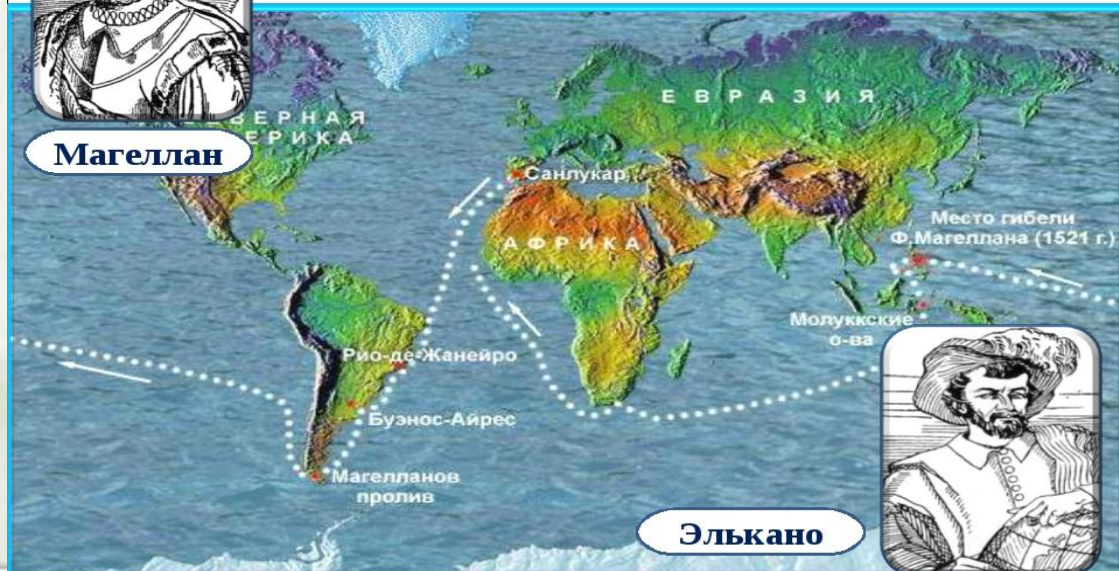 ВЕРНАЯ
ЕРИКА
Магеллан
ЕВРАЗИЯ
Санлукар
АФРИКА
Место гибели
Ф.Магеллана (1521 г.)
Молуккские
о-ва
Рио-де-Жанейро
Буэнос-Айрес
Магелланов
пролив
Элькано